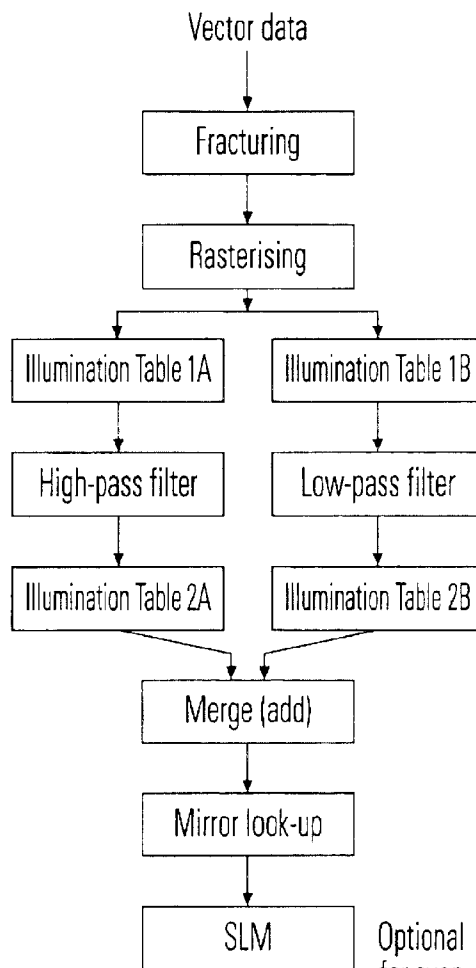 Vector data
Fracturing
Rasterising
Illumination Table 1A
Illumination Table 1B
High-pass filter
Low-pass filter
Illumination Table 2A
Illumination Table 2B
Merge (add)
Mirror look-up
SLM
Optional